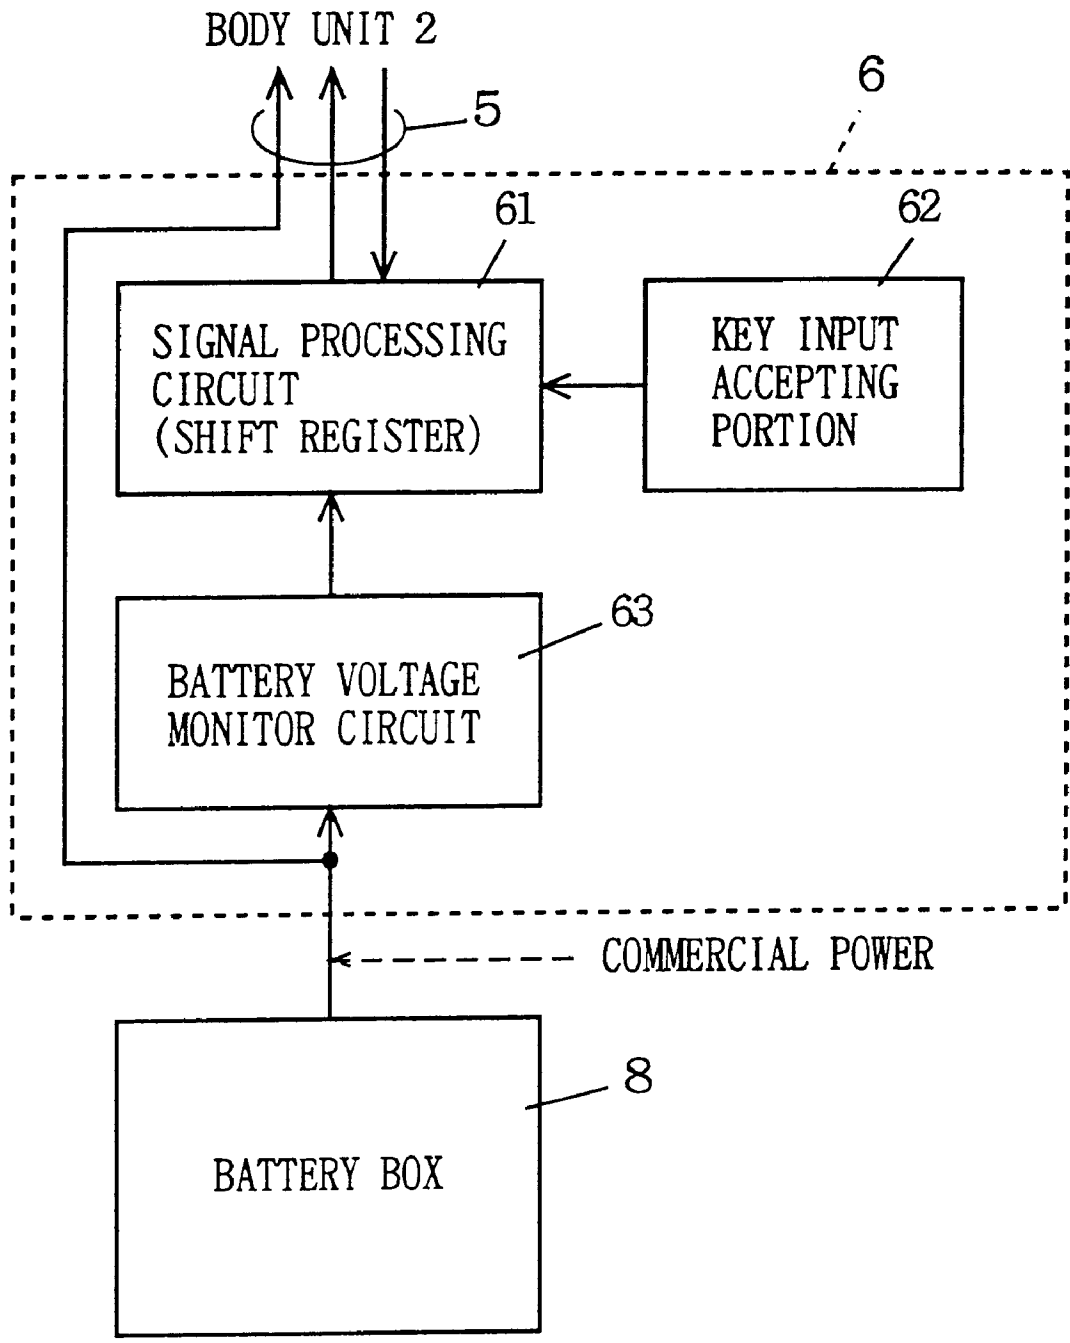 BODY UNIT 2
5
6
61
62
SIGNAL PROCESSING
CIRCUIT
(SHIFT REGISTER)
KEY INPUT
ACCEPTING
PORTION
63
BATTERY VOLTAGE
MONITOR CIRCUIT
COMMERCIAL POWER
8
BATTERY BOX